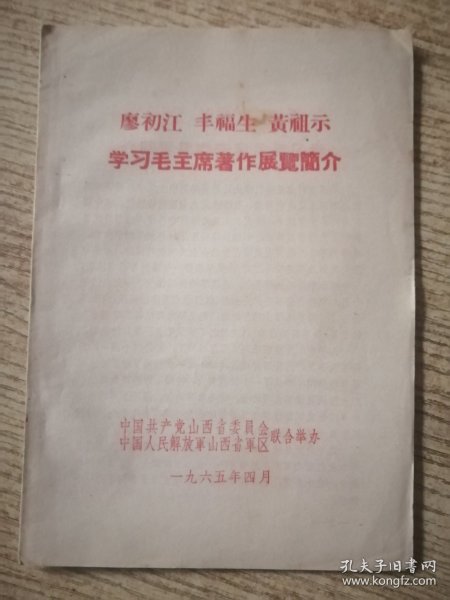 廖初江 丰福生 黃祖示
学习毛主席著作展覽簡介
中国共产党山西省委員会
中国人民解放軍山西省軍区
联合举办
一九六五年四月
孔夫子旧书网
www.kongfz.com